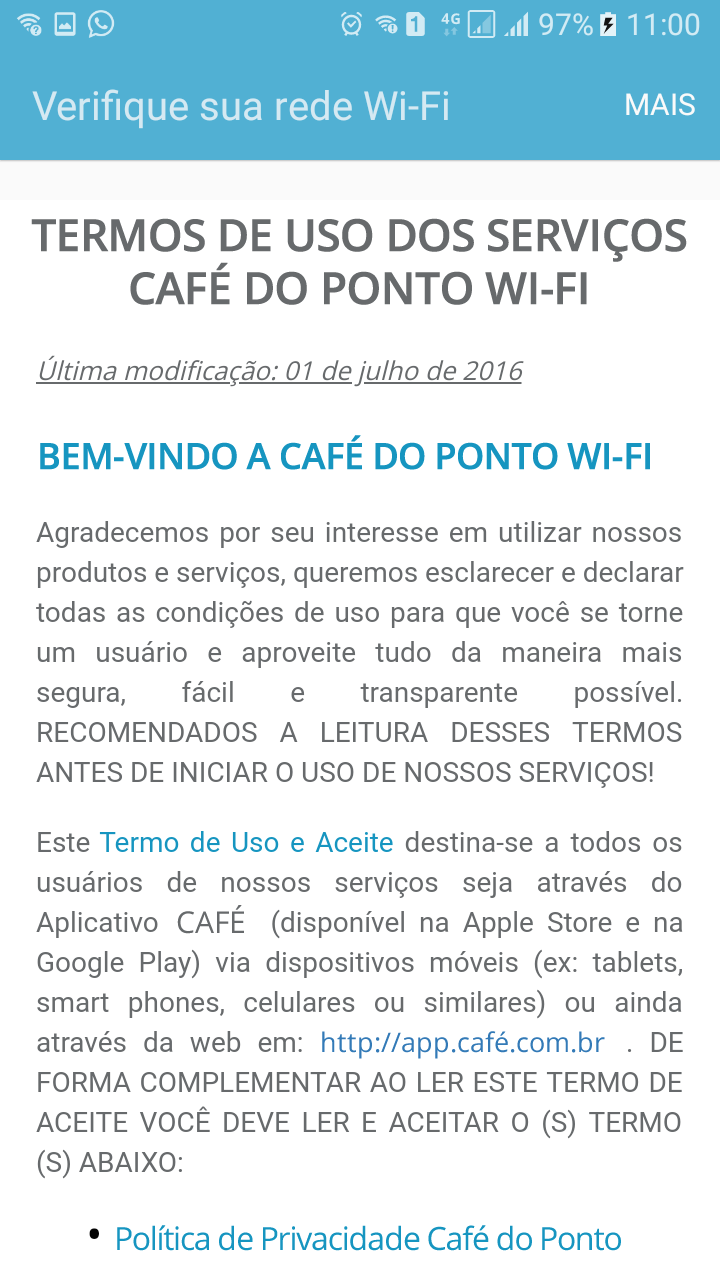 1 4G 97% 11:00
Verifique sua rede Wi-Fi MAIS
TERMOS DE USO DOS SERVIÇOS
CAFÉ DO PONTO WI-FI
Última modificação: 01 de julho de 2016
BEM-VINDO A CAFÉ DO PONTO WI-FI
Agradecemos por seu interesse em utilizar nossos
produtos e serviços, queremos esclarecer e declarar
todas as condições de uso para que você se torne
um usuário e aproveite tudo da maneira mais
segura, fácil e transparente possível.
RECOMENDADOS A LEITURA DESSES TERMOS
ANTES DE INICIAR O USO DE NOSSOS SERVIÇOS!
Este Termo de Uso e Aceite destina-se a todos os
usuários de nossos serviços seja através do
Aplicativo CAFÉ (disponível na Apple Store e na
Google Play) via dispositivos móveis (ex: tablets,
smart phones, celulares ou similares) ou ainda
através da web em: http://app.café.com.br . DE
FORMA COMPLEMENTAR AO LER ESTE TERMO DE
ACEITE VOCÊ DEVE LER E ACEITAR O (S) TERMO
(S) ABAIXO:
• Política de Privacidade Café do Ponto